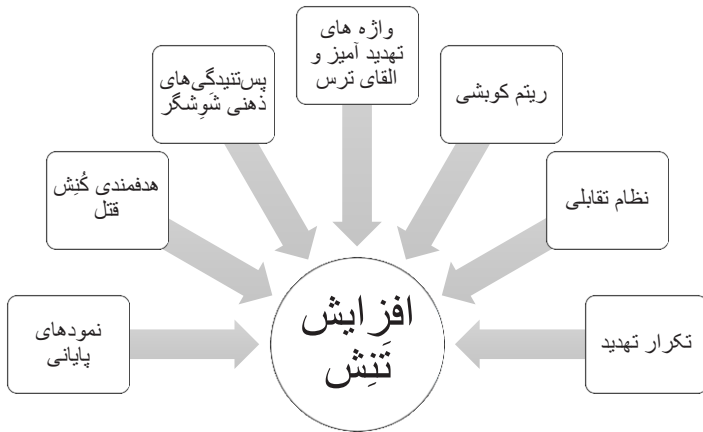 واژه های
تهدید آمیز و
القای ترس
ریتم کوبشی
پس‌تنیدگی‌های
ذهنی شَوِشگر
نظام تقابلی
هدفمندی کُنِش
قتل
تکرار تهدید
نمودهای
پایانی
افزایش
تَنِش